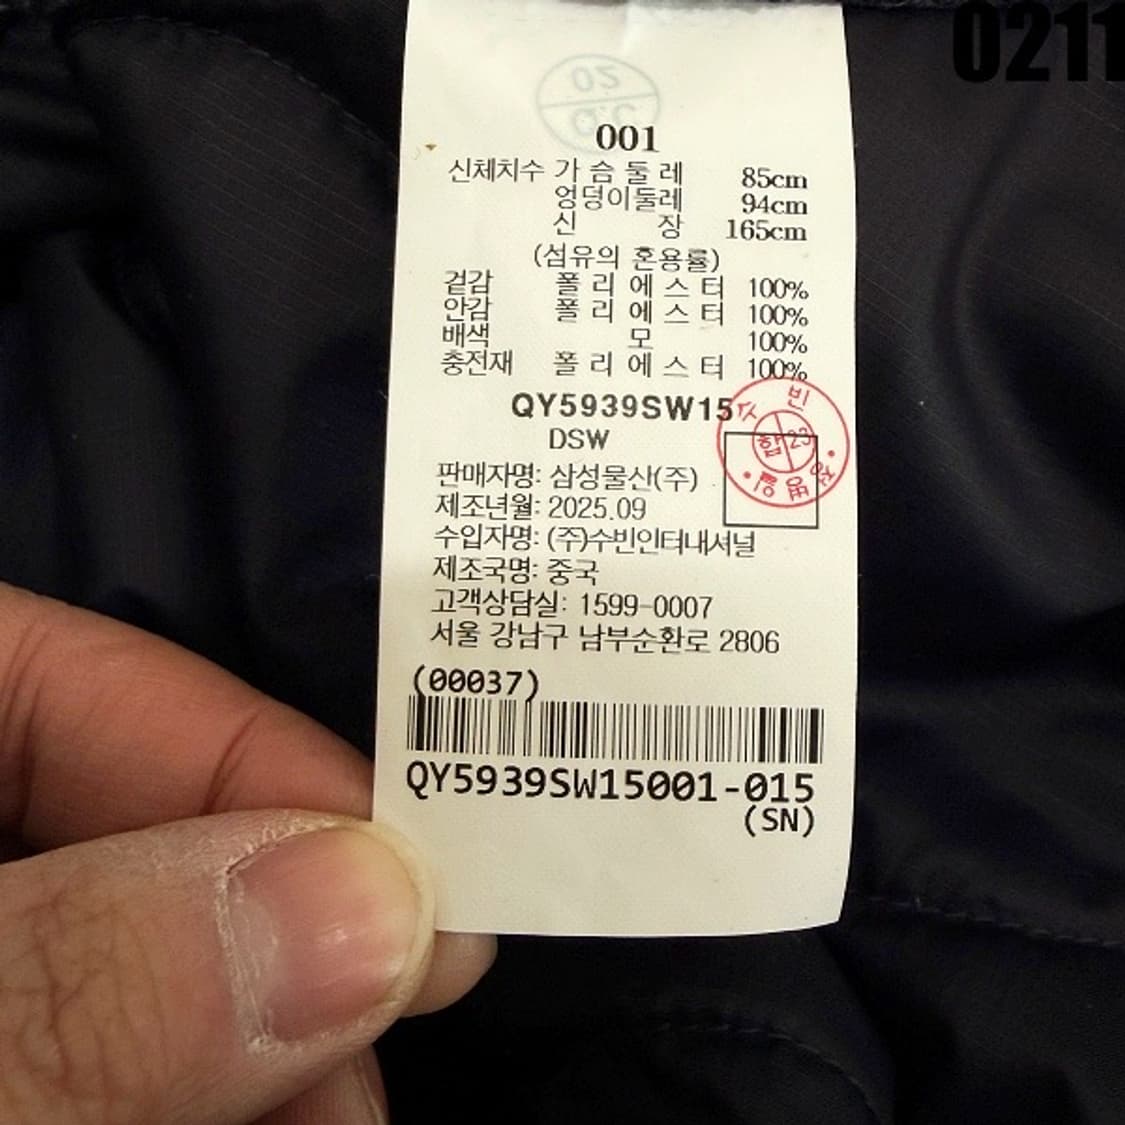 0211
02
Q.C
001
신체치수 가슴둘레 85cm
엉덩이둘레 94cm
신장 165cm
(섬유의 혼용률)
겉감 폴리에스터 100%
안감 폴리에스터 100%
배색 모 100%
충전재 폴리에스터 100%
QY5939SW15
DSW
수빈
합 23
판매자명: 삼성물산(주)
제조년월: 2025.09
수입자명: (주)수빈인터내셔널
제조국명: 중국
고객상담실: 1599-0007
서울 강남구 남부순환로 2806
(00037)
QY5939SW15001-015
(SN)